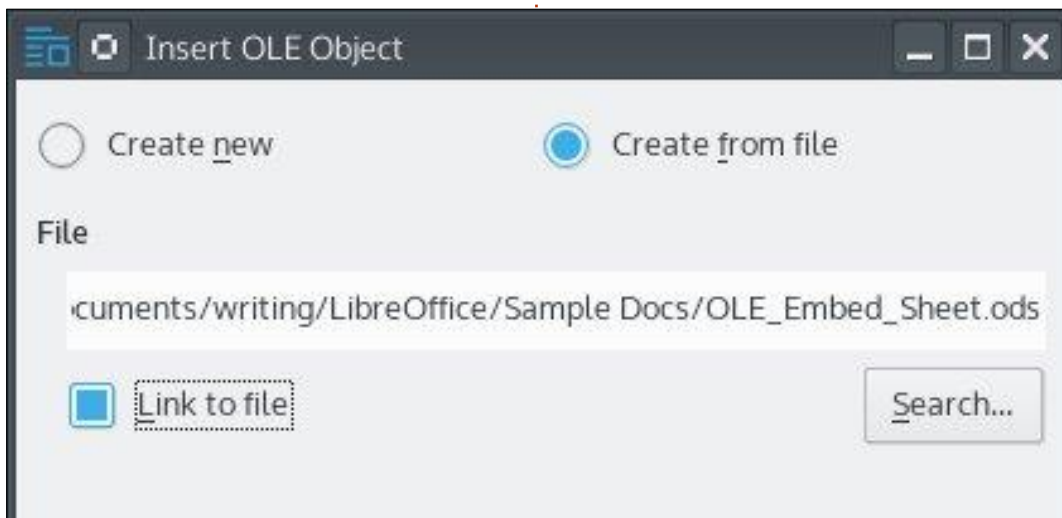 Insert OLE Object
Create new
Create from file
File
cuments/writing/LibreOffice/Sample Docs/OLE_Embed_Sheet.ods
Link to file
Search...